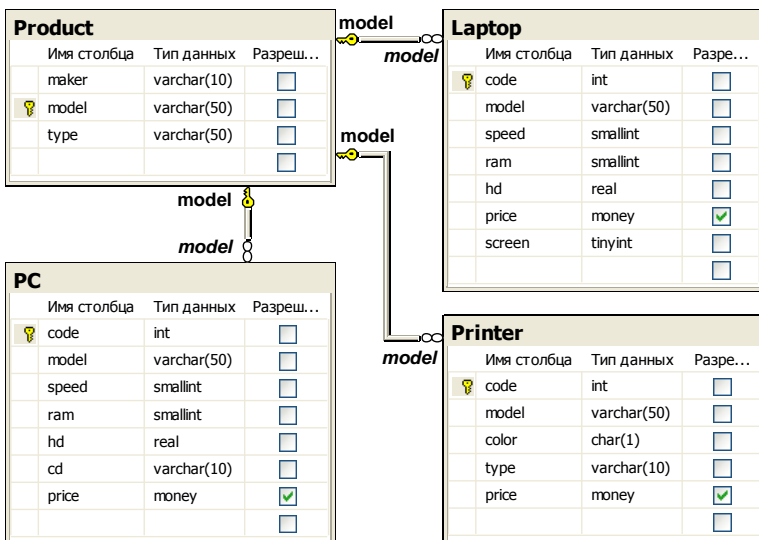 Product
Имя столбца Тип данных Разреш...
maker varchar(10)
model varchar(50)
type varchar(50)
model
model
Laptop
Имя столбца Тип данных Разре...
code int
model varchar(50)
speed smallint
ram smallint
hd real
price money
screen tinyint
model
model
model
model
PC
Имя столбца Тип данных Разреш...
code int
model varchar(50)
speed smallint
ram smallint
hd real
cd varchar(10)
price money
Printer
Имя столбца Тип данных Разре...
code int
model varchar(50)
color char(1)
type varchar(10)
price money